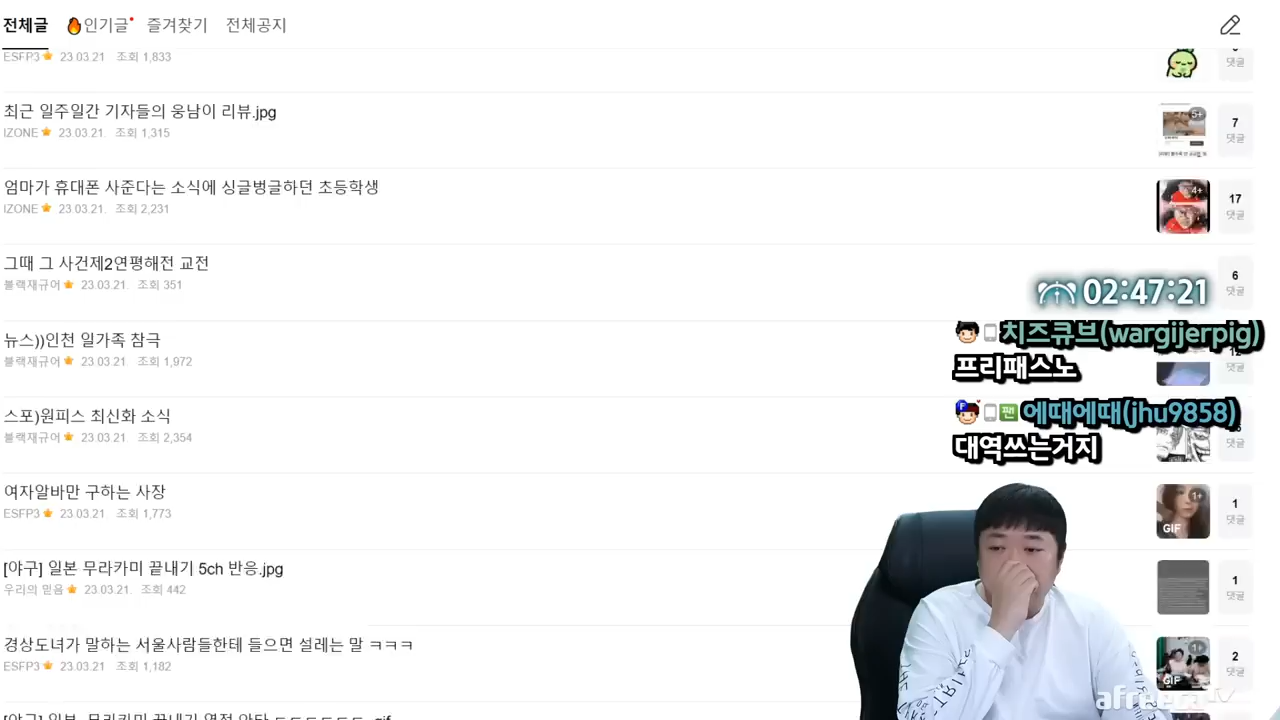 전체글 🔥인기글 즐겨찾기 전체공지
ESFP3 23.03.21 조회 1,833
댓글
최근 일주일간 기자들의 웅남이 리뷰.jpg
IZONE 23.03.21. 조회 1,315
5+
7
댓글
엄마가 휴대폰 사준다는 소식에 싱글벙글하던 초등학생
IZONE 23.03.21. 조회 2,231
4+
17
댓글
그때 그 사건제2연평해전 교전
블랙재규어 23.03.21. 조회 351
6
댓글
02:47:21
뉴스))인천 일가족 참극
블랙재규어 23.03.21. 조회 1,972
12
댓글
치즈큐브(wargijerpig)
프리패스노
스포)원피스 최신화 소식
블랙재규어 23.03.21. 조회 2,354
댓글
팬 에때에때(jhu9858)
대역쓰는거지
여자알바만 구하는 사장
ESFP3 23.03.21 조회 1,773
1+
GIF
1
댓글
[야구] 일본 무라카미 끝내기 5ch 반응.jpg
우리의 믿음 23.03.21. 조회 442
1
댓글
경상도녀가 말하는 서울사람들한테 들으면 설레는 말 ㅋㅋㅋ
ESFP3 23.03.21 조회 1,182
1+
GIF
2
댓글